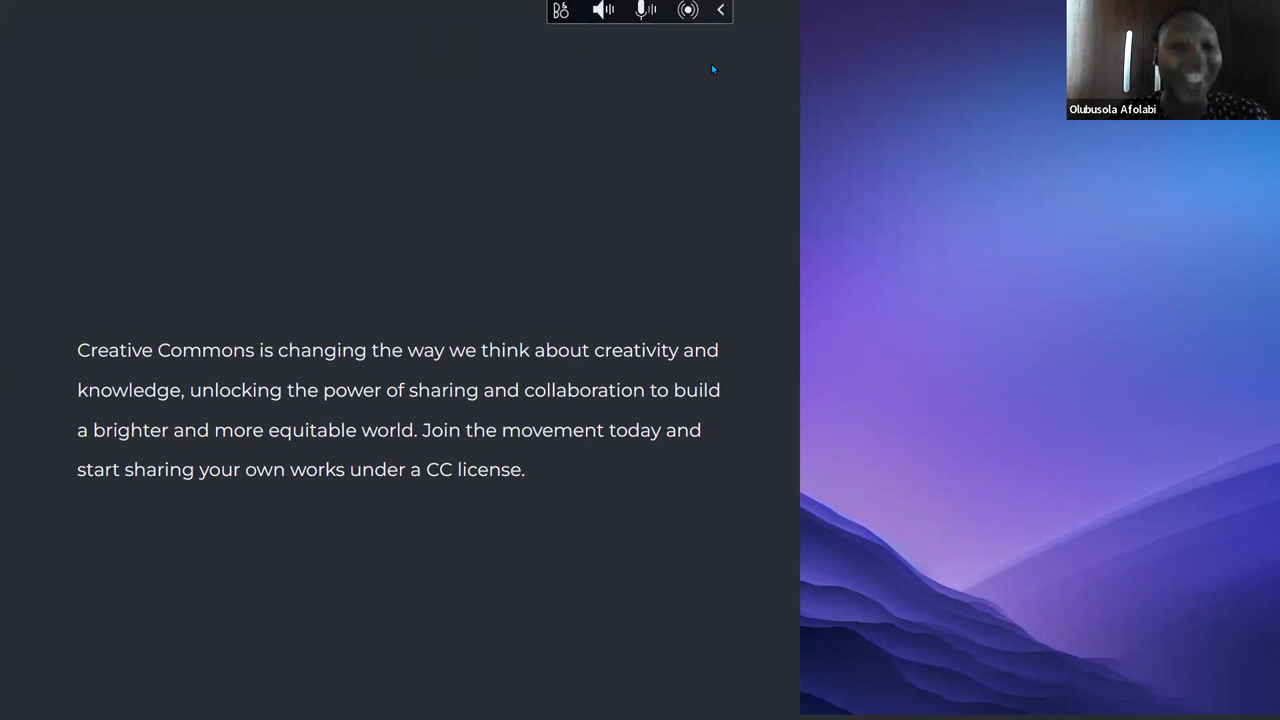 Olubusola Afolabi
Creative Commons is changing the way we think about creativity and
knowledge, unlocking the power of sharing and collaboration to build
a brighter and more equitable world. Join the movement today and
start sharing your own works under a CC license.